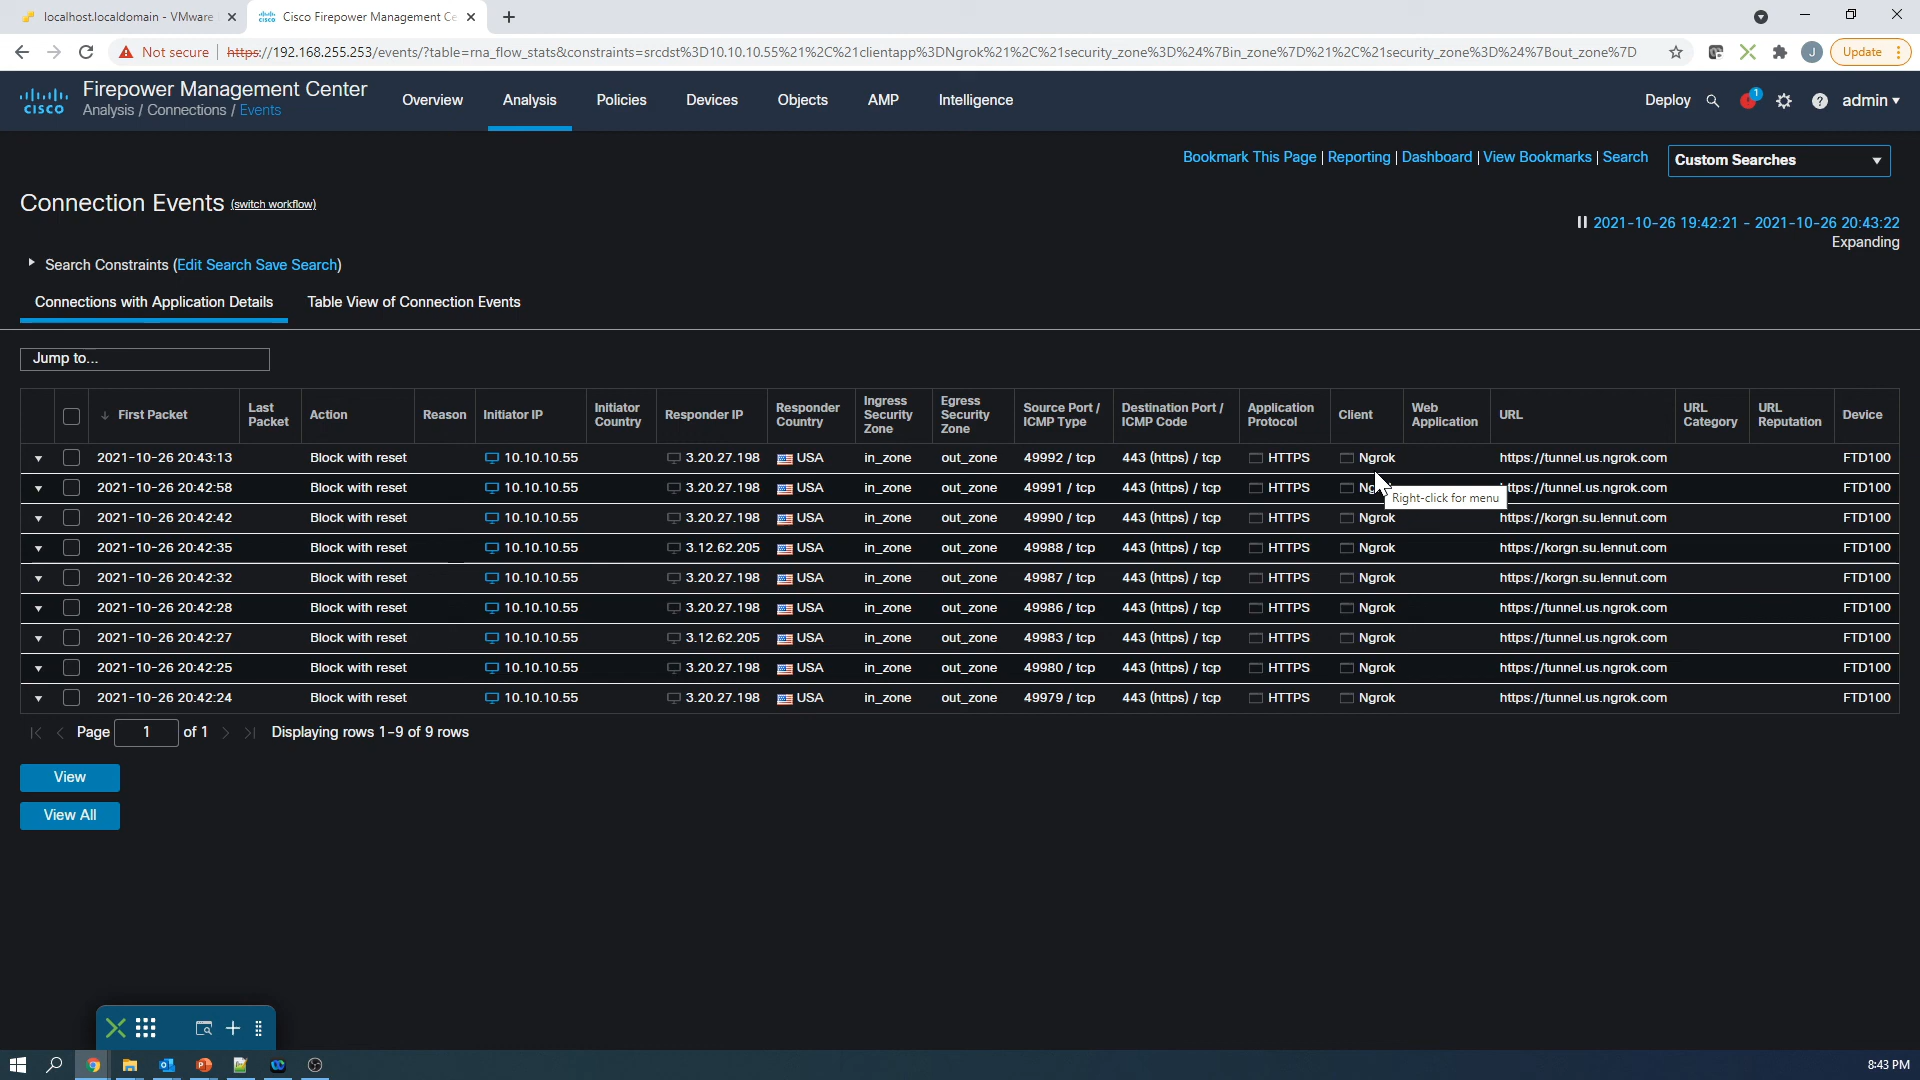 localhost.localdomain - VMware
Cisco Firepower Management Ce
Not secure
https://192.168.255.253/events/?table=rna_flow_stats&constraints=srcdst%3D10.10.10.55%21%2C%21clientapp%3DNgrok%21%2C%21security_zone%3D%24%7Bin_zone%7D%21%2C%21security_zone%3D%24%7Bout_zone%7D
J
Update
CISCO
Firepower Management Center
Analysis / Connections / Events
Overview
Analysis
Policies
Devices
Objects
AMP
Intelligence
Deploy
1
admin
Bookmark This Page | Reporting | Dashboard | View Bookmarks | Search
Custom Searches
Connection Events (switch workflow)
2021-10-26 19:42:21 - 2021-10-26 20:43:22
Expanding
Search Constraints (Edit Search Save Search)
Connections with Application Details
Table View of Connection Events
Jump to...
First Packet Last Packet Action Reason Initiator IP Initiator Country Responder IP Responder Country Ingress Security Zone Egress Security Zone Source Port / ICMP Type Destination Port / ICMP Code Application Protocol Client Web Application URL URL Category URL Reputation Device
2021-10-26 20:43:13 Block with reset 10.10.10.55 3.20.27.198 USA in_zone out_zone 49992 / tcp 443 (https) / tcp HTTPS Ngrok https://tunnel.us.ngrok.com FTD100
2021-10-26 20:42:58 Block with reset 10.10.10.55 3.20.27.198 USA in_zone out_zone 49991 / tcp 443 (https) / tcp HTTPS Ng ttps://tunnel.us.ngrok.com FTD100
Right-click for menu
2021-10-26 20:42:42 Block with reset 10.10.10.55 3.20.27.198 USA in_zone out_zone 49990 / tcp 443 (https) / tcp HTTPS Ngrok https://korgn.su.lennut.com FTD100
2021-10-26 20:42:35 Block with reset 10.10.10.55 3.12.62.205 USA in_zone out_zone 49988 / tcp 443 (https) / tcp HTTPS Ngrok https://korgn.su.lennut.com FTD100
2021-10-26 20:42:32 Block with reset 10.10.10.55 3.20.27.198 USA in_zone out_zone 49987 / tcp 443 (https) / tcp HTTPS Ngrok https://korgn.su.lennut.com FTD100
2021-10-26 20:42:28 Block with reset 10.10.10.55 3.20.27.198 USA in_zone out_zone 49986 / tcp 443 (https) / tcp HTTPS Ngrok https://tunnel.us.ngrok.com FTD100
2021-10-26 20:42:27 Block with reset 10.10.10.55 3.12.62.205 USA in_zone out_zone 49983 / tcp 443 (https) / tcp HTTPS Ngrok https://tunnel.us.ngrok.com FTD100
2021-10-26 20:42:25 Block with reset 10.10.10.55 3.20.27.198 USA in_zone out_zone 49980 / tcp 443 (https) / tcp HTTPS Ngrok https://tunnel.us.ngrok.com FTD100
2021-10-26 20:42:24 Block with reset 10.10.10.55 3.20.27.198 USA in_zone out_zone 49979 / tcp 443 (https) / tcp HTTPS Ngrok https://tunnel.us.ngrok.com FTD100
Page 1 of 1 Displaying rows 1-9 of 9 rows
View
View All
8:43 PM